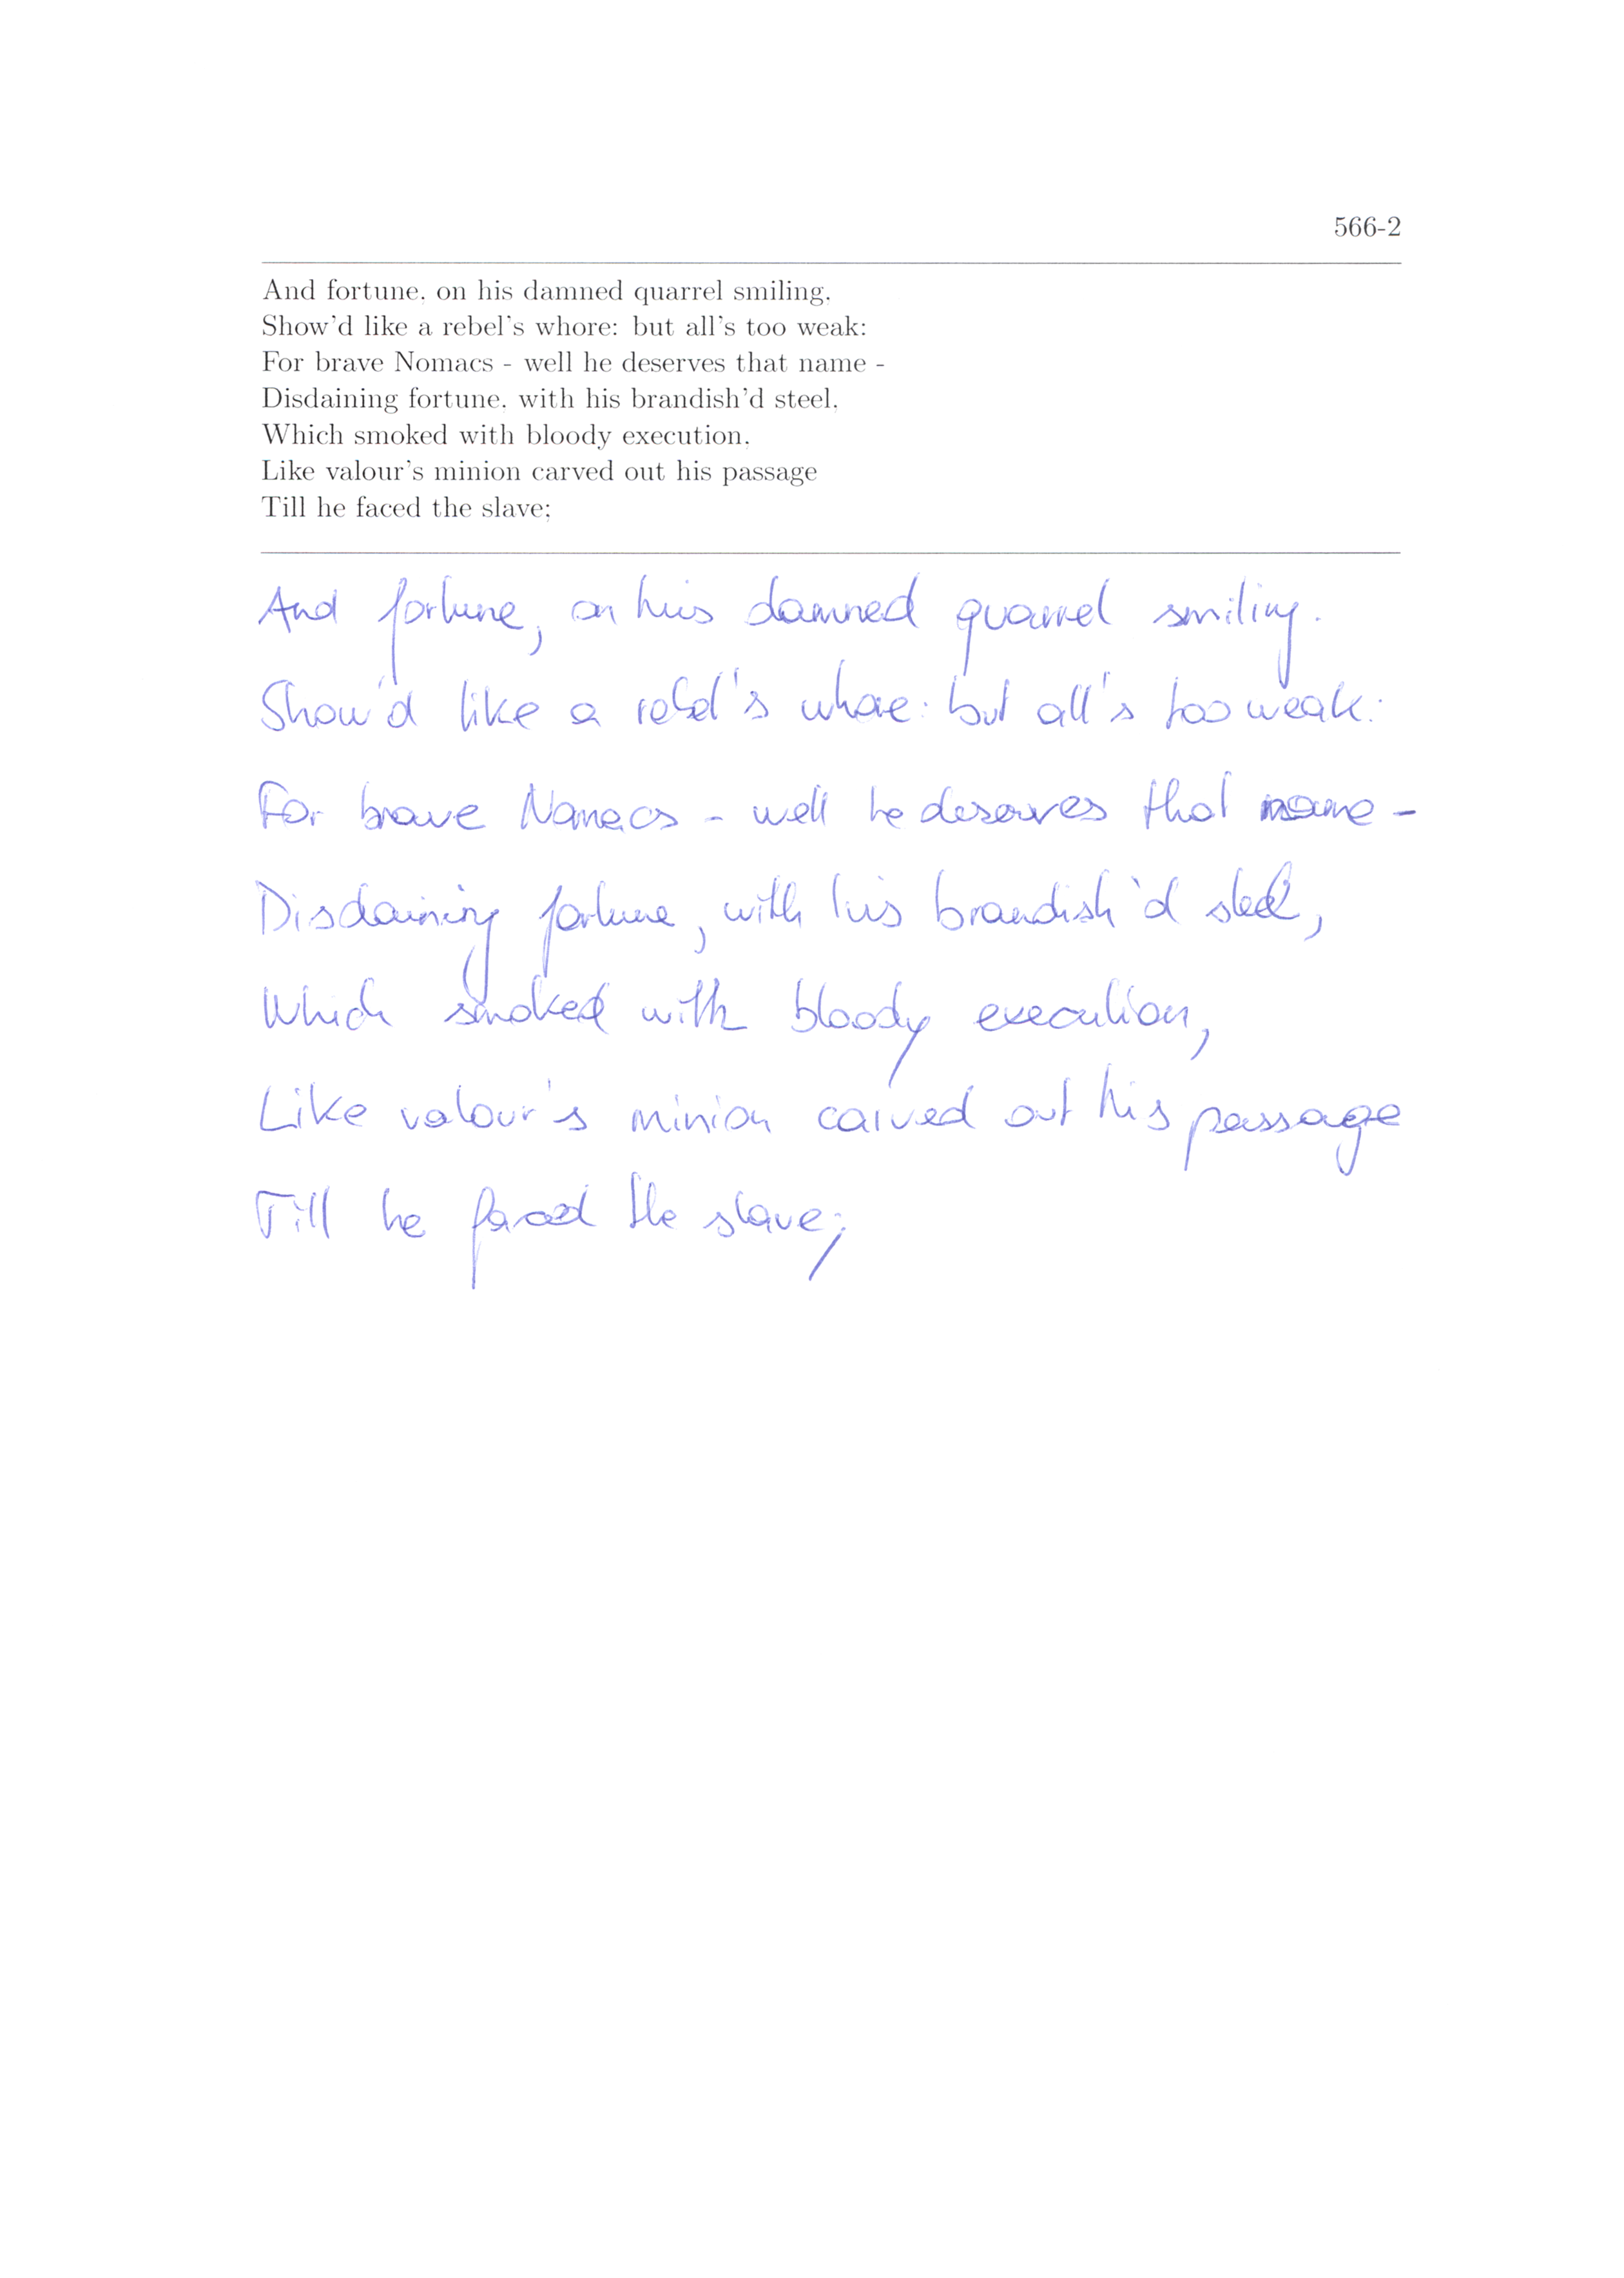 566-2
And fortune, on his damned quarrel smiling,
Show'd like a rebel's whore: but all's too weak:
For brave Nomacs - well he deserves that name -
Disdaining fortune, with his brandish'd steel,
Which smoked with bloody execution,
Like valour's minion carved out his passage
Till he faced the slave;
And fortune, on his damned quarrel smiling.
Show'd like a rebel's whore: but all's too weak:
For brave Nomacs - well he deserves that name -
Disdaining fortune, with his brandish'd steel,
Which smoked with bloody execution,
Like valour's minion carved out his passage
Till he faced the slave;